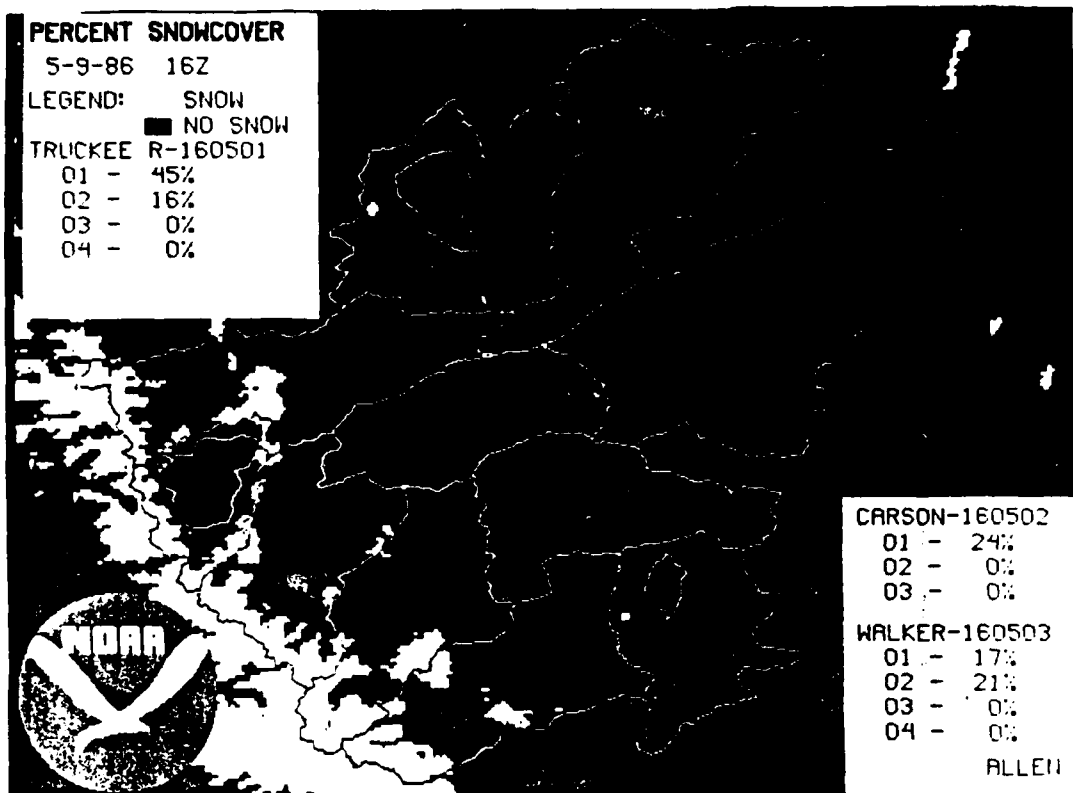 PERCENT SNOWCOVER
5-9-86 16Z
LEGEND: SNOW
NO SNOW
TRUCKEE R-160501
01 - 45%
02 - 16%
03 - 0%
04 - 0%
CARSON-160502
01 - 24%
02 - 0%
03 - 0%
WALKER-160503
01 - 17%
02 - 21%
03 - 0%
04 - 0%
ALLEN
NOAA